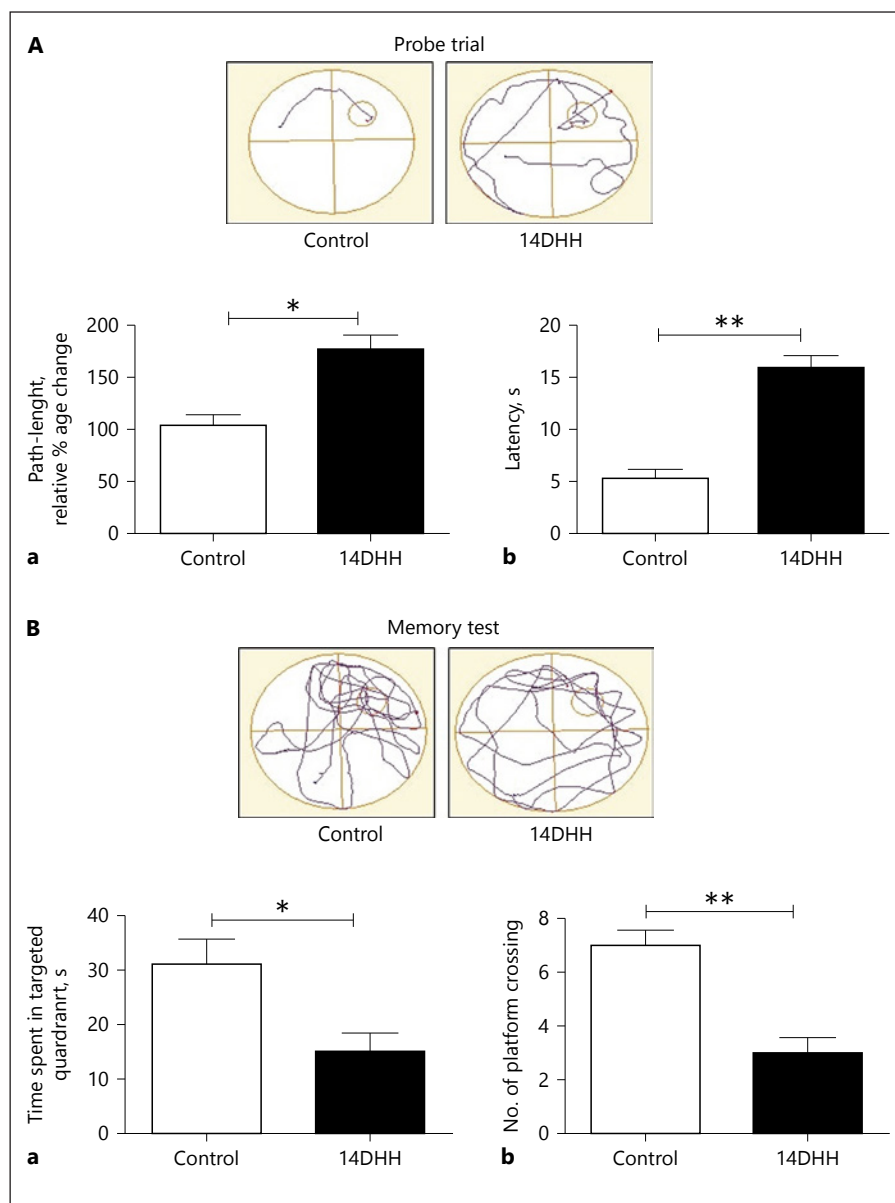 A
Probe trial
Control
14DHH
Path-lenght,
relative % age change
200
150
100
50
0
*
Control
14DHH
a
Latency, s
20
15
10
5
0
**
Control
14DHH
b
B
Memory test
Control
14DHH
Time spent in targeted
quardranrt, s
40
30
20
10
0
*
Control
14DHH
a
No. of platform crossing
8
6
4
2
0
**
Control
14DHH
b